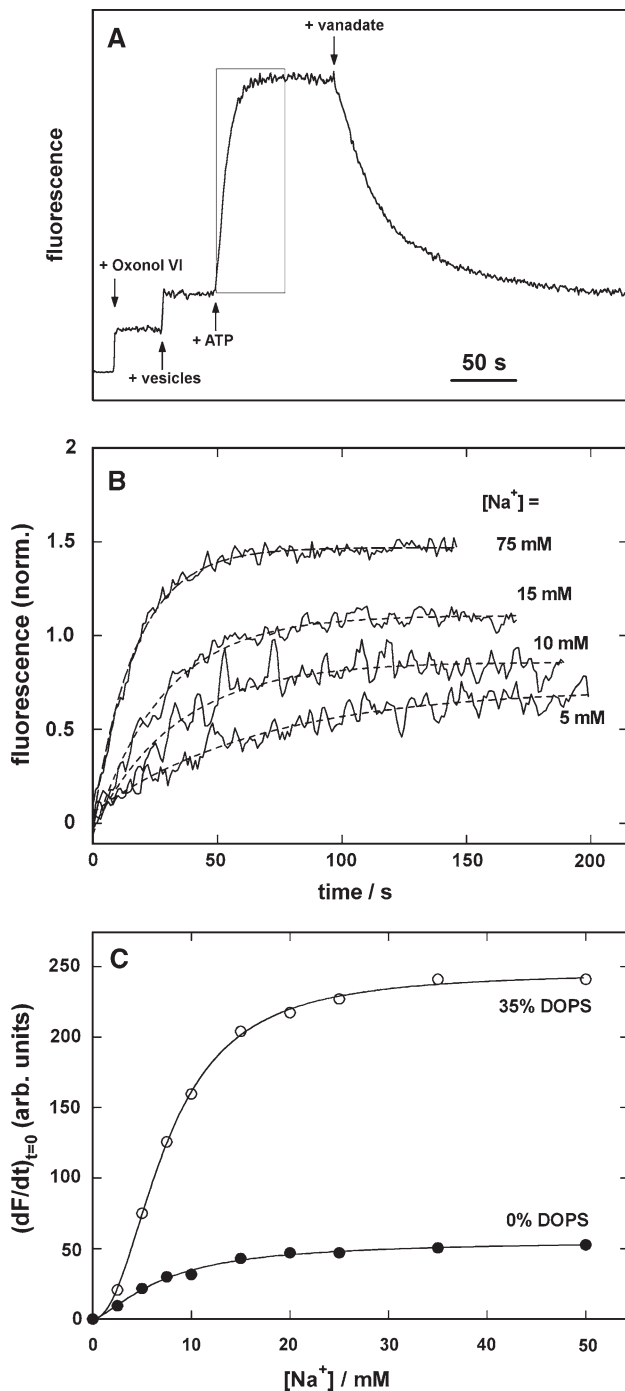 A
+ vanadate
fluorescence
+ Oxonol VI
+ ATP
+ vesicles
50 s
B
[Na⁺] =
75 mM
15 mM
10 mM
5 mM
2
1.5
1.0
0.5
0
fluorescence (norm.)
0 50 100 150 200
time / s
C
250
200
150
100
50
0
(dF/dt)ₜ₌₀ (arb. units)
35% DOPS
0% DOPS
0 10 20 30 40 50
[Na⁺] / mM